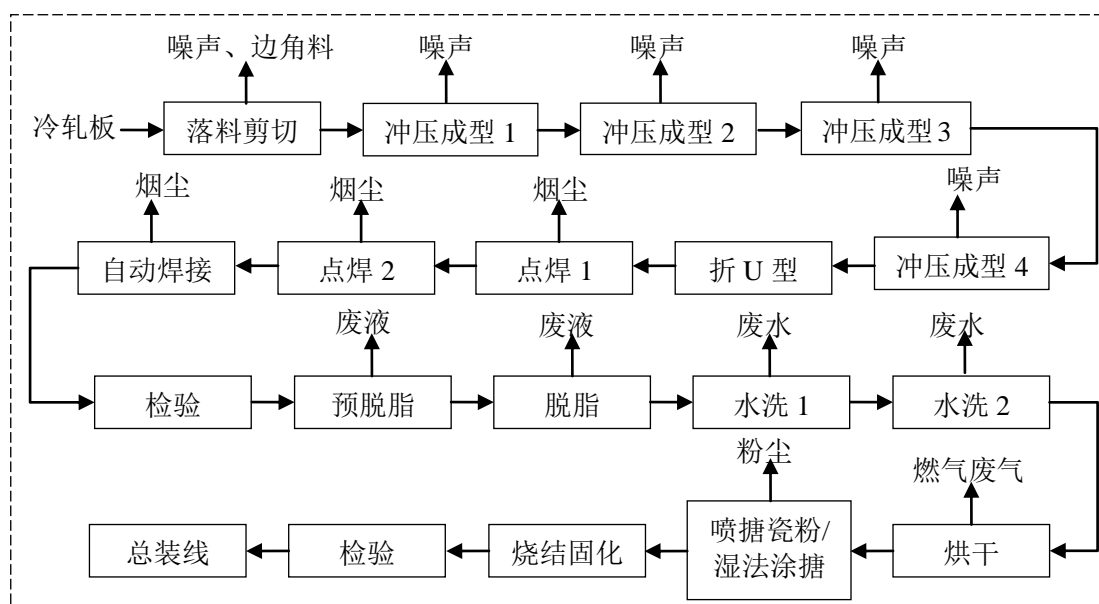 噪声、边角料
噪声
噪声
噪声
冷轧板
落料剪切
冲压成型 1
冲压成型 2
冲压成型 3
烟尘
烟尘
烟尘
噪声
自动焊接
点焊 2
点焊 1
折 U 型
冲压成型 4
废液
废液
废水
废水
检验
预脱脂
脱脂
水洗 1
水洗 2
粉尘
燃气废气
总装线
检验
烧结固化
喷搪瓷粉/
湿法涂搪
烘干